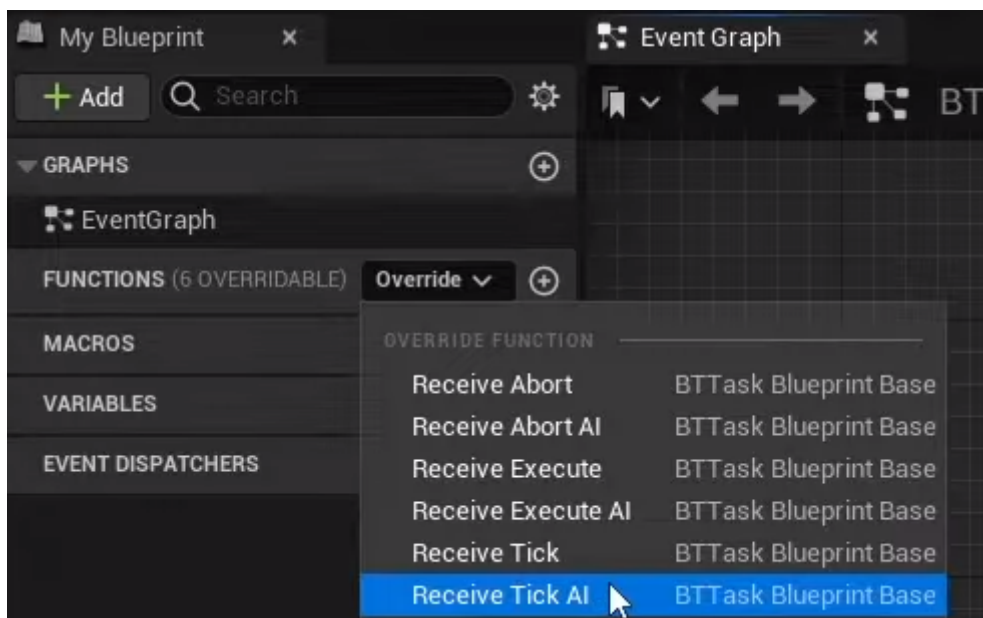 My Blueprint ×
Event Graph ×
+ Add
Search
BT
GRAPHS
EventGraph
FUNCTIONS (6 OVERRIDABLE) Override
MACROS
VARIABLES
EVENT DISPATCHERS
OVERRIDE FUNCTION
Receive Abort BTTask Blueprint Base
Receive Abort AI BTTask Blueprint Base
Receive Execute BTTask Blueprint Base
Receive Execute AI BTTask Blueprint Base
Receive Tick BTTask Blueprint Base
Receive Tick AI BTTask Blueprint Base